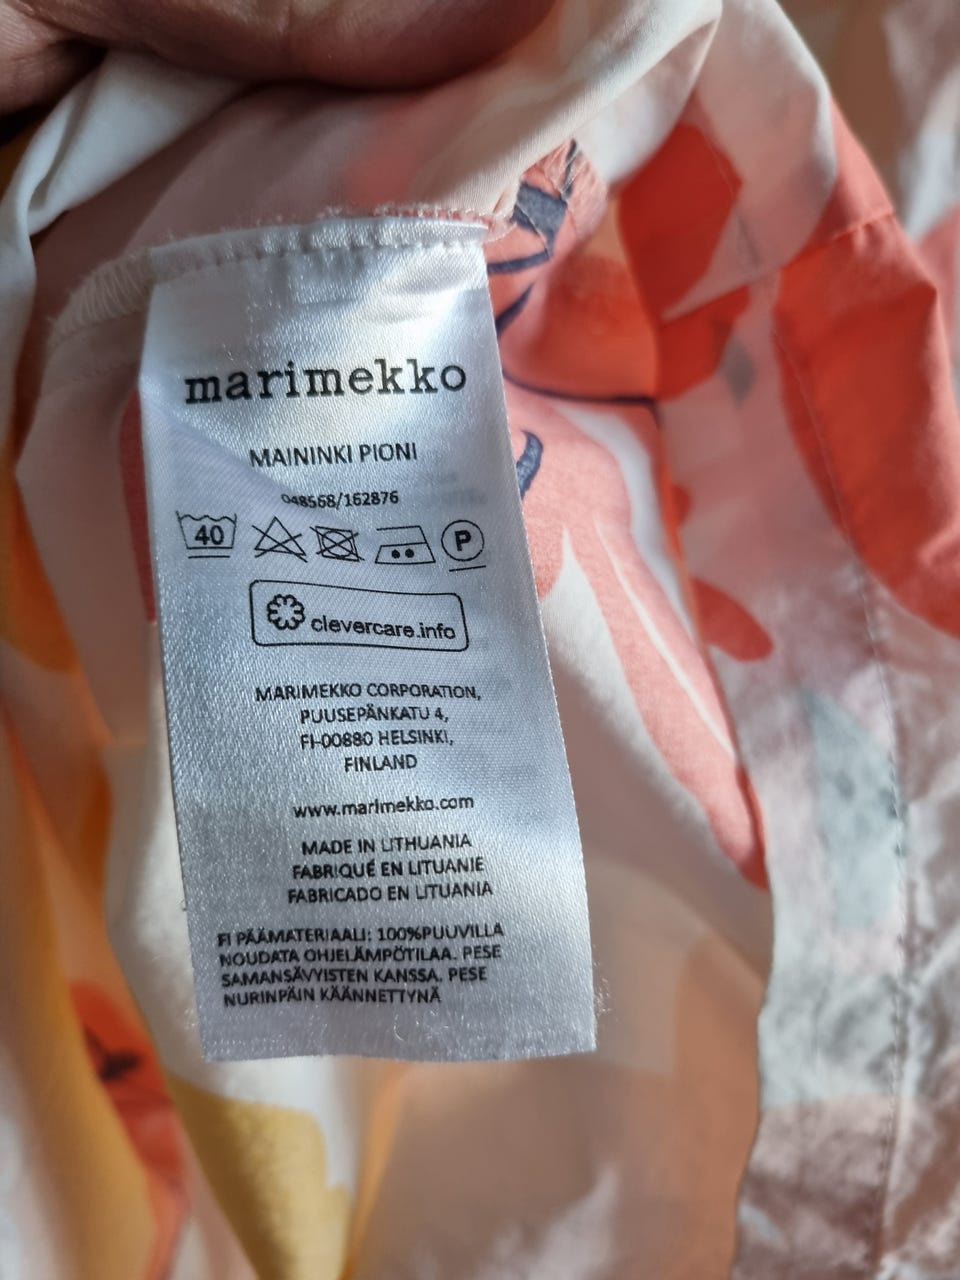 marimekko
MAININKI PIONI
048568/162876
40
P
clevercare.info
MARIMEKKO CORPORATION,
PUUSEPÄNKATU 4,
FI-00880 HELSINKI,
FINLAND
www.marimekko.com
MADE IN LITHUANIA
FABRIQUÉ EN LITUANIE
FABRICADO EN LITUANIA
FI PÄÄMATERIAALI: 100%PUUVILLA
NOUDATA OHJELÄMPÖTILAA. PESE
SAMANSÄVYISTEN KANSSA. PESE
NURINPÄIN KÄÄNNETTYNÄ